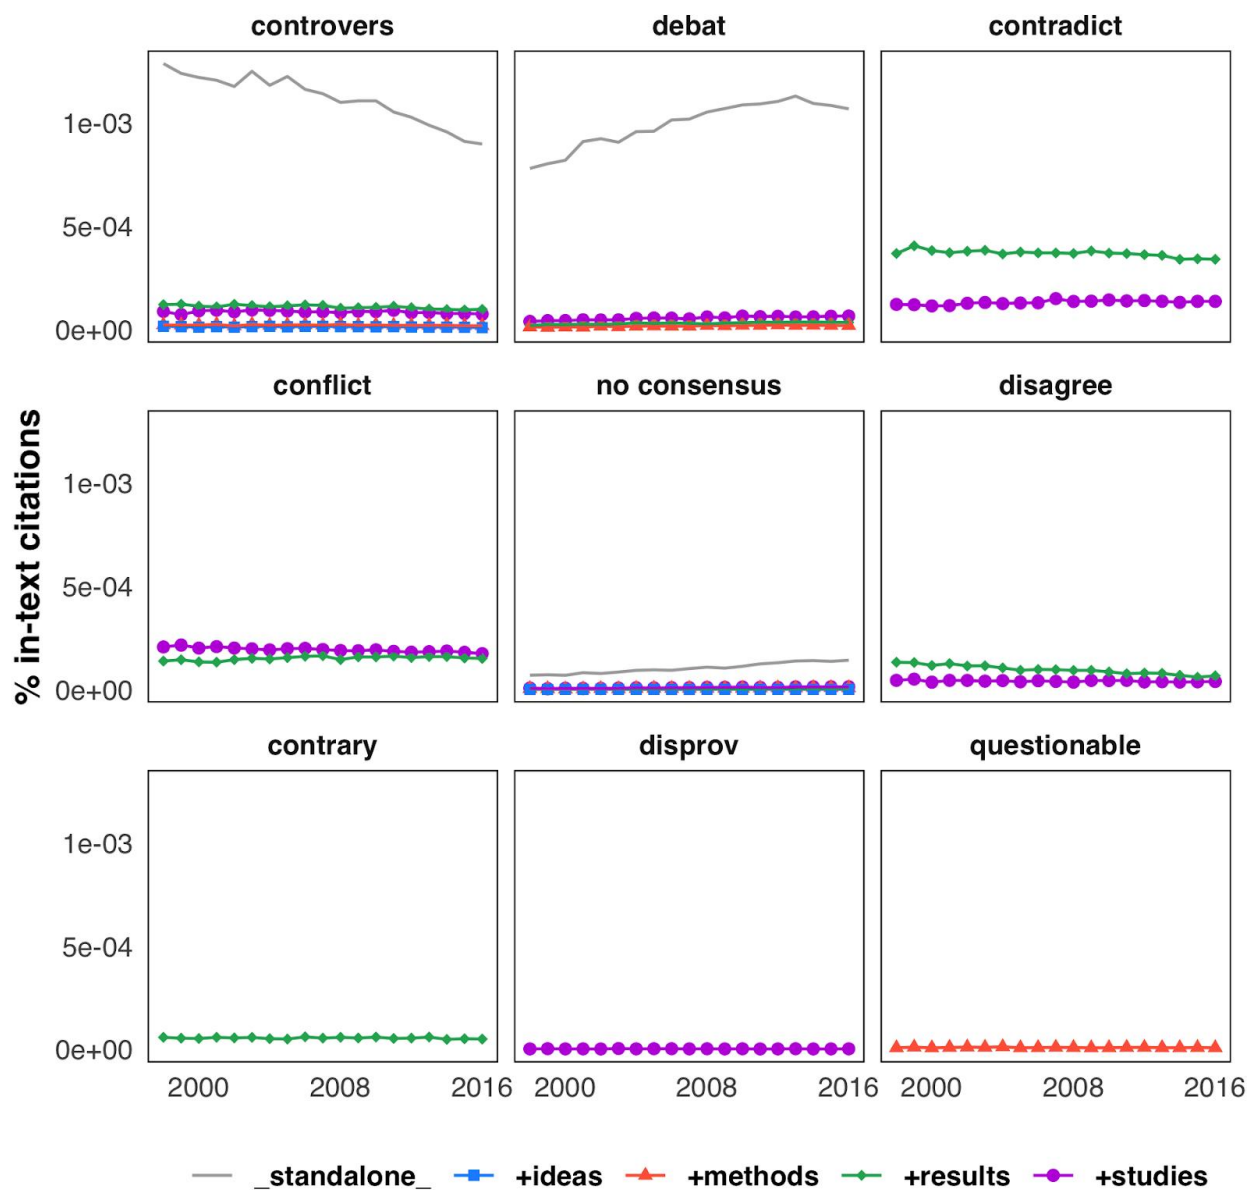 controvers debat contradict
1e-03
5e-04
0e+00
conflict no consensus disagree
% in-text citations
1e-03
5e-04
0e+00
contrary disprov questionable
1e-03
5e-04
0e+00
2000 2008 2016 2000 2008 2016 2000 2008 2016
_standalone_ +ideas +methods +results +studies